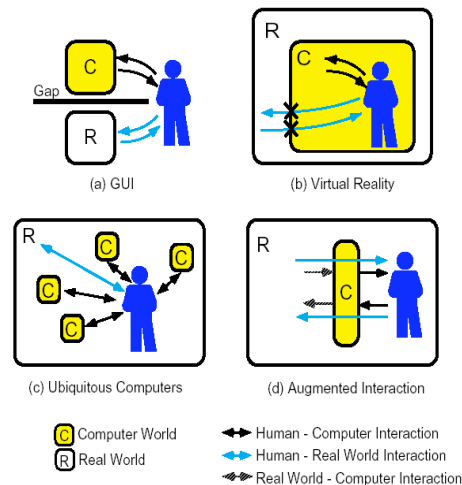 C
Gap
R
(a) GUI
R
C
(b) Virtual Reality
R
C
C
C
C
(c) Ubiquitous Computers
R
C
(d) Augmented Interaction
C Computer World
R Real World
Human - Computer Interaction
Human - Real World Interaction
Real World - Computer Interaction